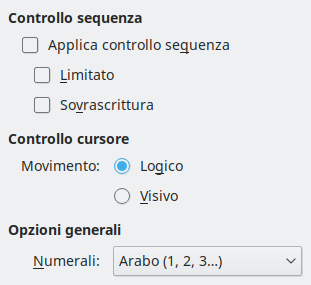 Controllo sequenza
Applica controllo sequenza
Limitato
Sovrascrittura
Controllo cursore
Movimento: Logico
Visivo
Opzioni generali
Numerali: Arabo (1, 2, 3...)